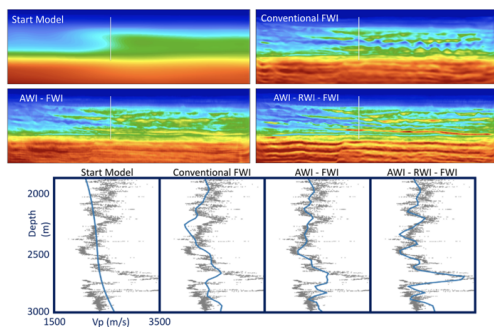 Start Model
Conventional FWI
AWI - FWI
AWI - RWI - FWI
Start Model
Conventional FWI
AWI - FWI
AWI - RWI - FWI
2000
Depth
(m)
2500
3000
1500 Vp (m/s) 3500